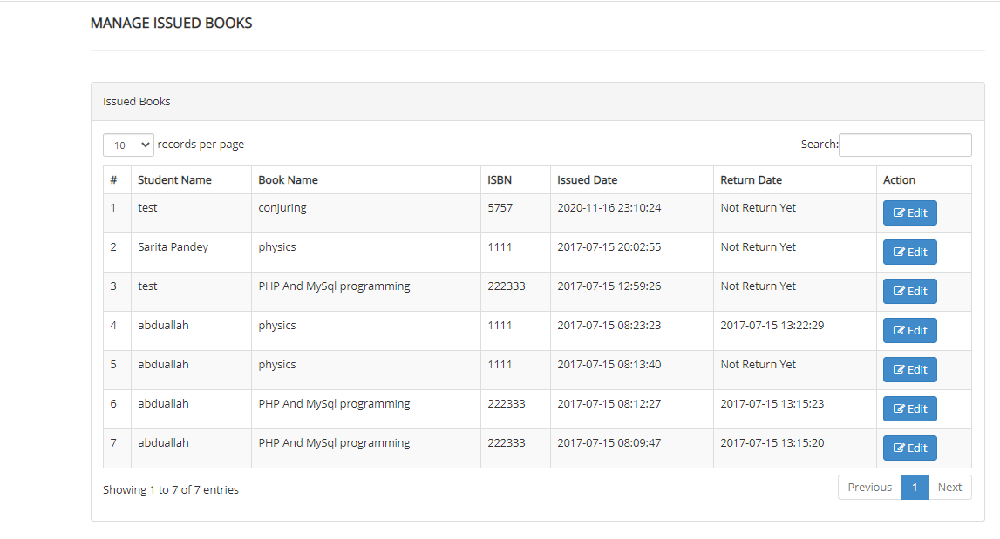 MANAGE ISSUED BOOKS
Issued Books
10 records per page Search:
# Student Name Book Name ISBN Issued Date Return Date Action
1 test conjuring 5757 2020-11-16 23:10:24 Not Return Yet Edit
2 Sarita Pandey physics 1111 2017-07-15 20:02:55 Not Return Yet Edit
3 test PHP And MySql programming 222333 2017-07-15 12:59:26 Not Return Yet Edit
4 abduallah physics 1111 2017-07-15 08:23:23 2017-07-15 13:22:29 Edit
5 abduallah physics 1111 2017-07-15 08:13:40 Not Return Yet Edit
6 abduallah PHP And MySql programming 222333 2017-07-15 08:12:27 2017-07-15 13:15:23 Edit
7 abduallah PHP And MySql programming 222333 2017-07-15 08:09:47 2017-07-15 13:15:20 Edit
Showing 1 to 7 of 7 entries Previous 1 Next